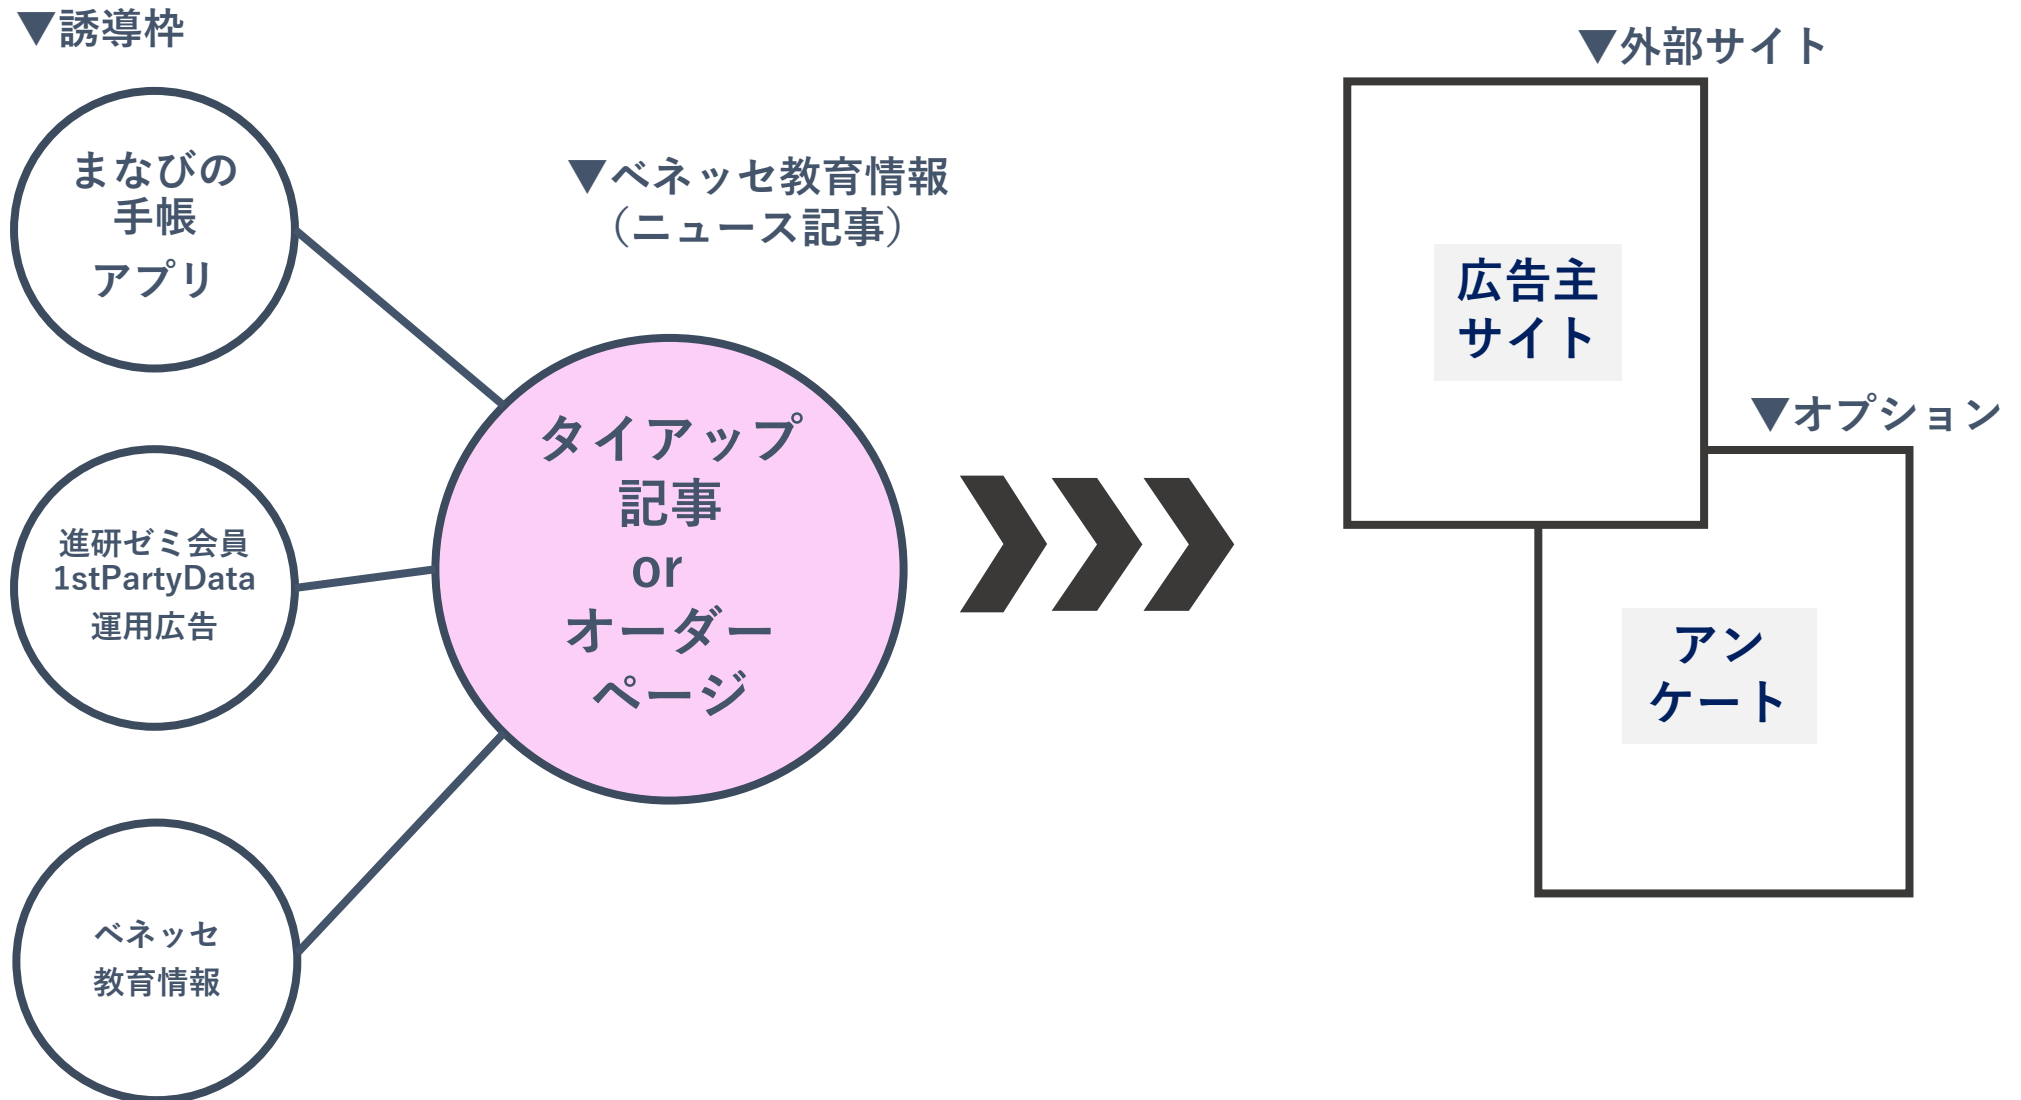 ▼誘導枠
まなびの
手帳
アプリ
進研ゼミ会員
1stPartyData
運用広告
ベネッセ
教育情報
▼ベネッセ教育情報
（ニュース記事）
タイアップ
記事
or
オーダー
ページ
▼外部サイト
広告主
サイト
▼オプション
アン
ケート